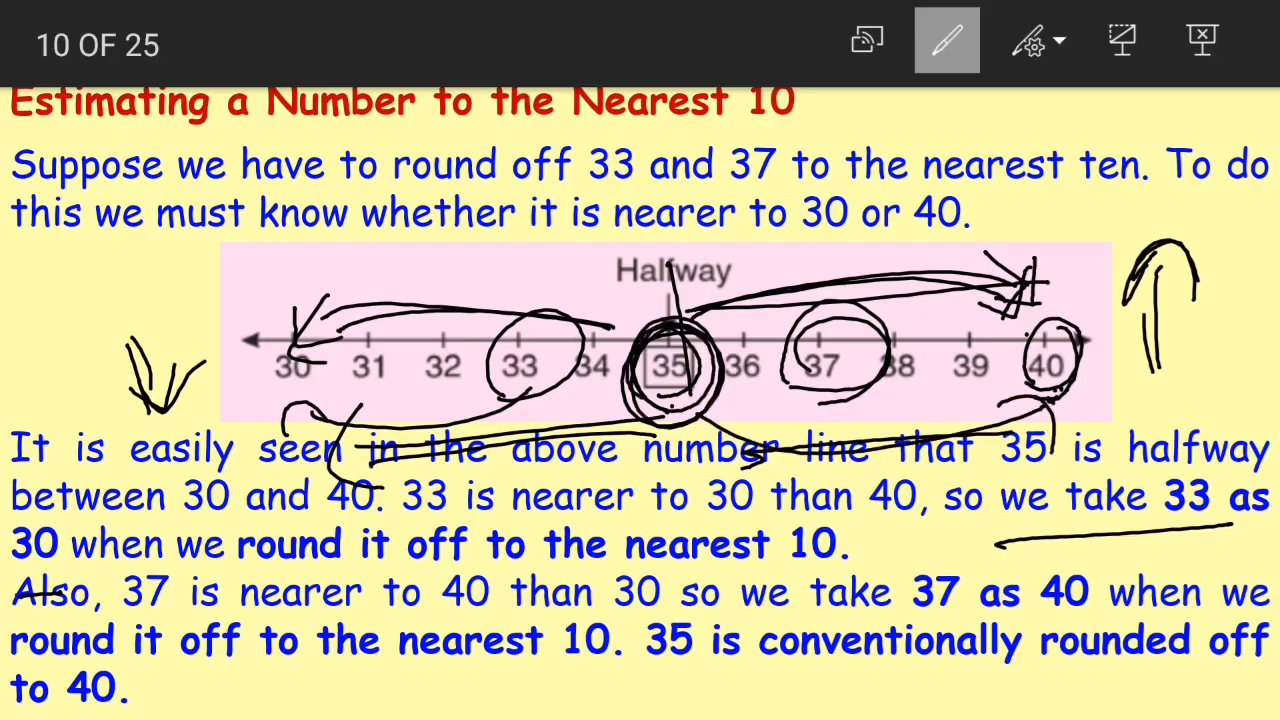 10 OF 25
Estimating a Number to the Nearest 10
Suppose we have to round off 33 and 37 to the nearest ten. To do
this we must know whether it is nearer to 30 or 40.
Halfway
30 31 32 33 34 35 36 37 38 39 40
It is easily seen in the above number line that 35 is halfway
between 30 and 40. 33 is nearer to 30 than 40, so we take 33 as
30 when we round it off to the nearest 10.
Also, 37 is nearer to 40 than 30 so we take 37 as 40 when we
round it off to the nearest 10. 35 is conventionally rounded off
to 40.